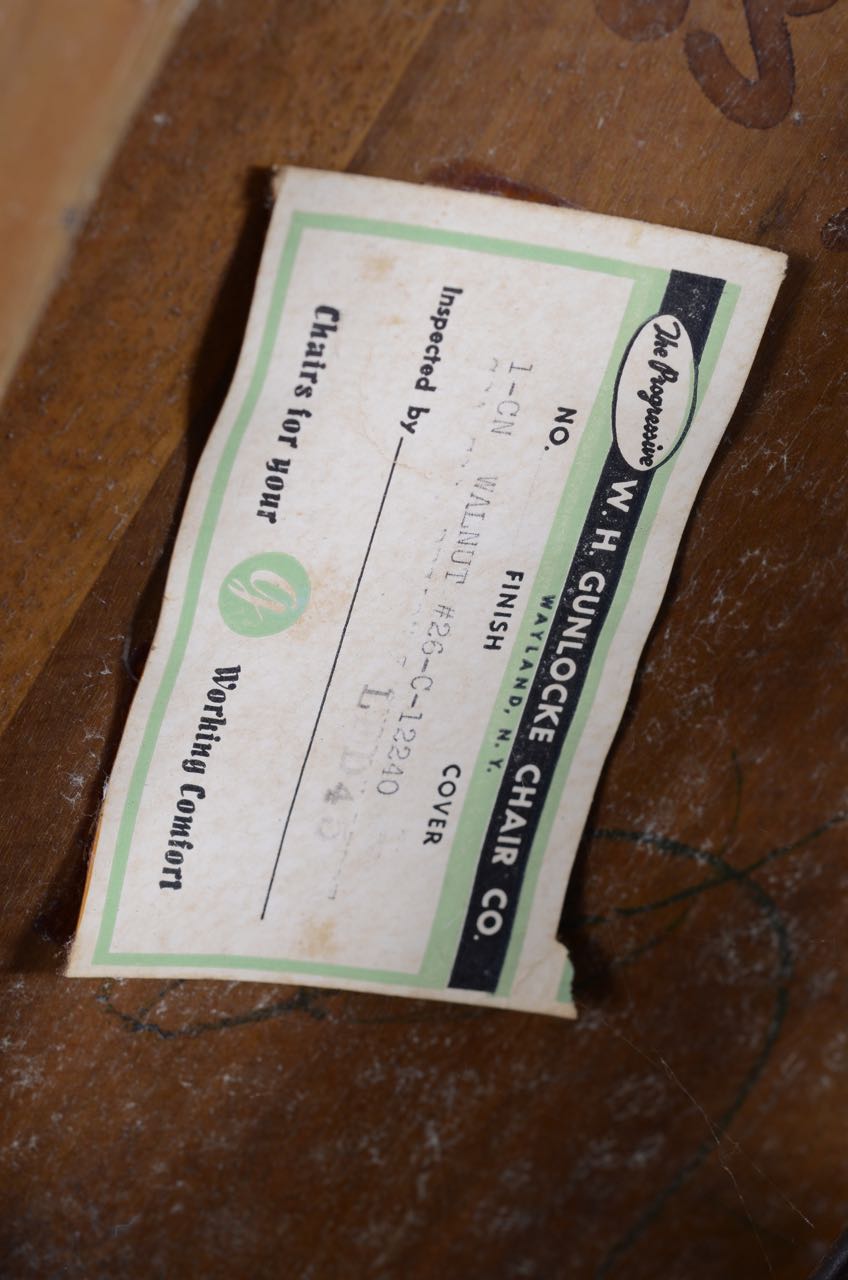 The Progressive W. H. GUNLOCKE CHAIR CO.
WAYLAND, N. Y.
NO. FINISH COVER
1-CN WALNUT #26-C-12240
Inspected by
Chairs for your g Working Comfort